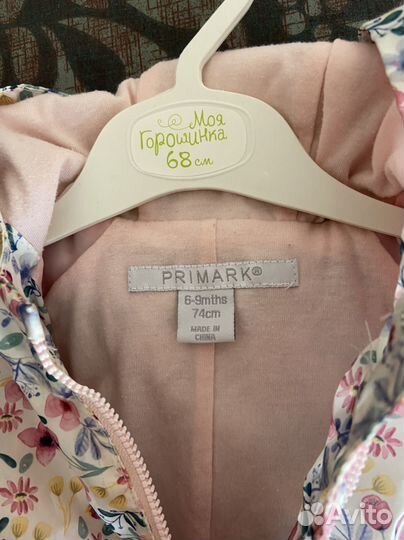 Моя
Горошинка
68 см
PRIMARK®
6-9mths
74cm
MADE IN
CHINA
Avito